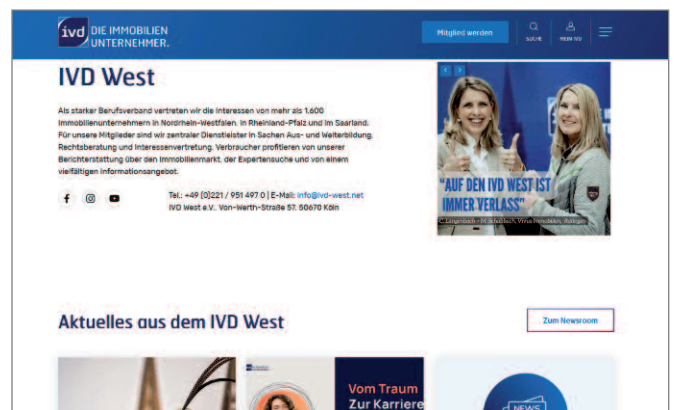 ivd DIE IMMOBILIEN
UNTERNEHMER.
Mitglied werden
SUCHE
MEIN IVD
IVD West
Als starker Berufsverband vertreten wir die Interessen von mehr als 1.600
Immobilienunternehmern in Nordrhein-Westfalen, in Rheinland-Pfalz und im Saarland.
Für unsere Mitglieder sind wir zentraler Dienstleister in Sachen Aus- und Weiterbildung,
Rechtsberatung und Interessenvertretung. Verbraucher profitieren von unserer
Berichterstattung über den Immobilienmarkt, der Expertensuche und von einem
vielfältigen Informationsangebot.
Tel.: +49 (0)221 / 951 497 0 | E-Mail: info@ivd-west.net
IVD West e.V., Von-Werth-Straße 57, 50670 Köln
"AUF DEN IVD WEST IST
IMMER VERLASS"
C. Langenbach + M. Schabbach, Vivus Immobilien, Ratingen
Aktuelles aus dem IVD West
Zum Newsroom
Vom Traum
Zur Karriere
NEWS